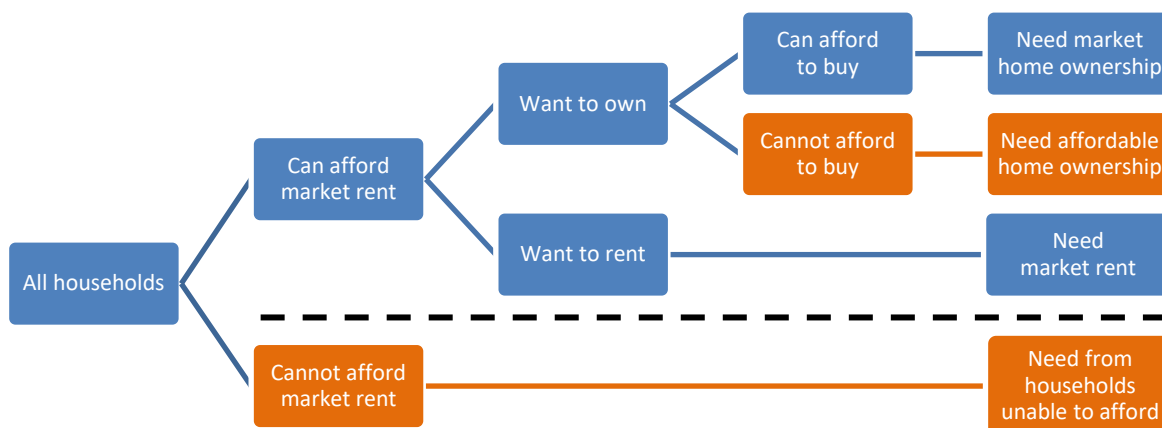 Can afford
to buy
Need market
home ownership
Want to own
Cannot afford
to buy
Need affordable
home ownership
Can afford
market rent
Want to rent
Need
market rent
All households
Cannot afford
market rent
Need from
households
unable to afford